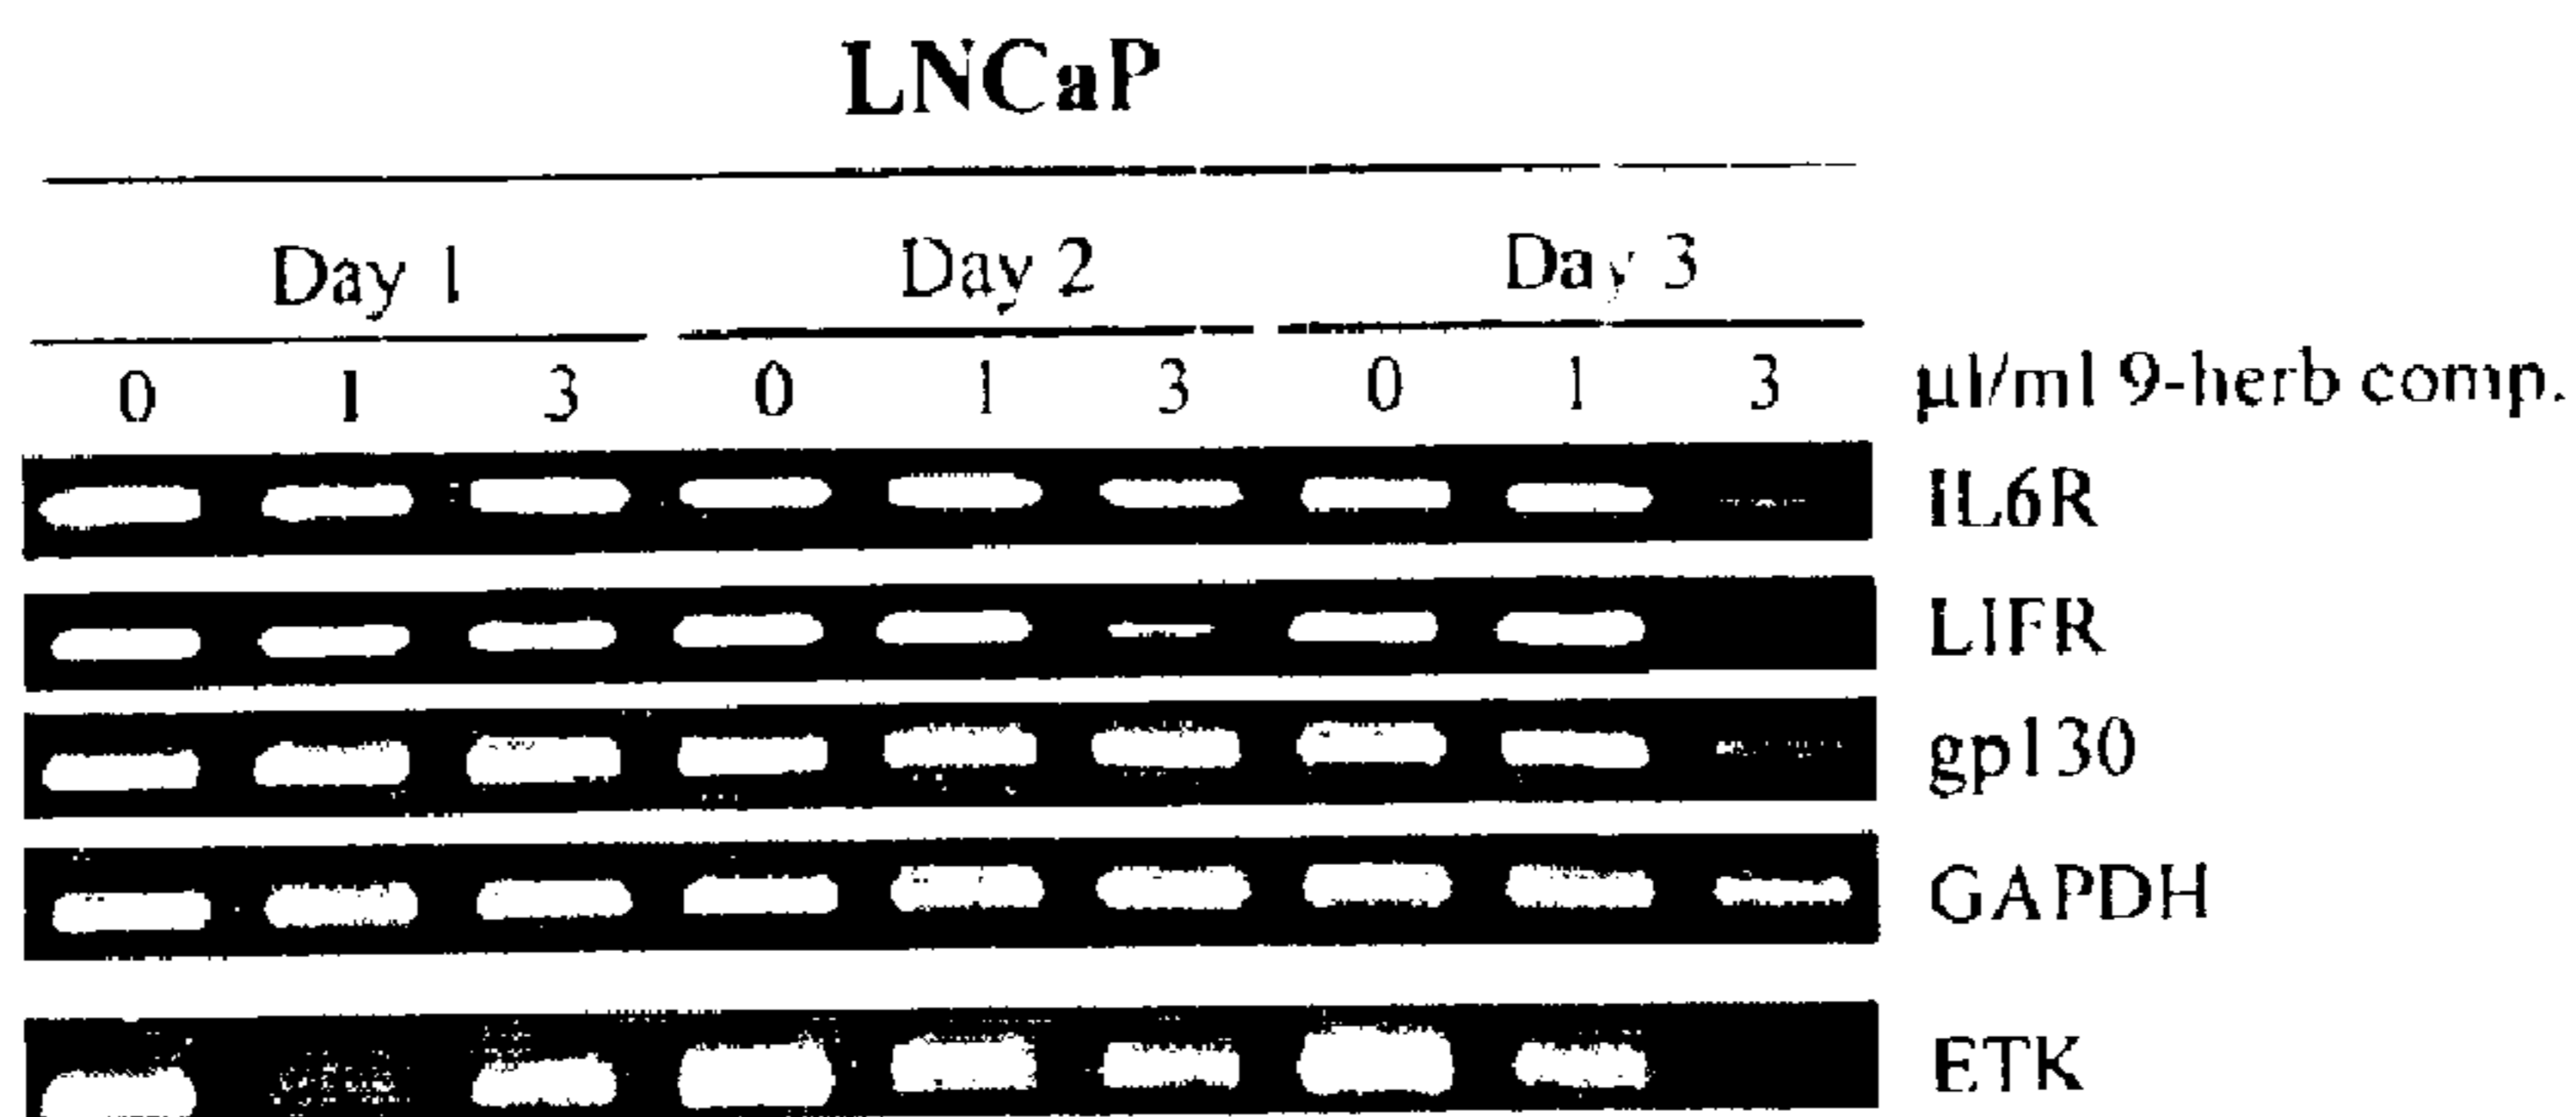 LNCaP
Day 1 Day 2 Day 3
0 1 3 0 1 3 0 1 3 µl/ml 9-herb comp.
IL6R
LIFR
gp130
GAPDH
ETK